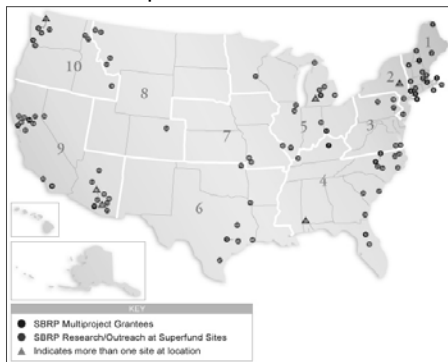 1
2
10
8
5
3
7
9
4
6
KEY
SBRP Multiproject Grantees
SBRP Research/Outreach at Superfund Sites
Indicates more than one site at location